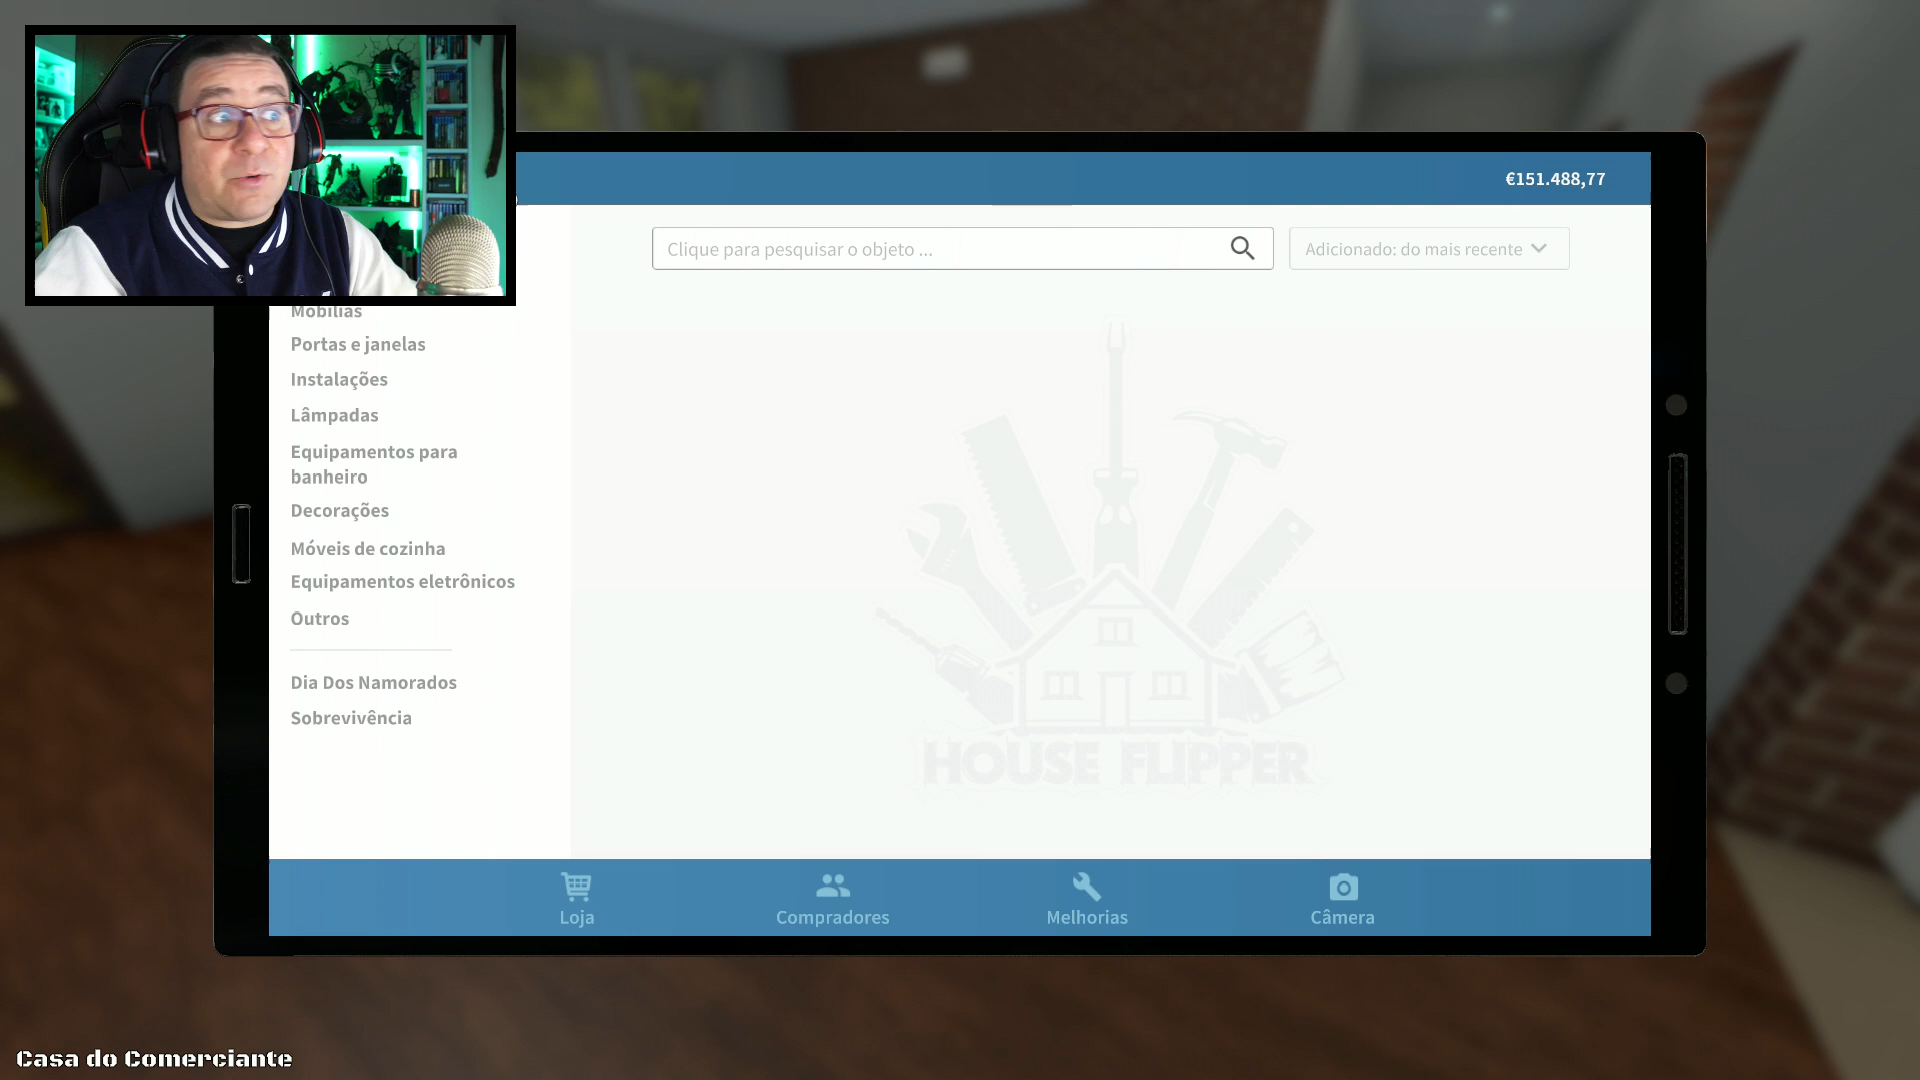 €151.488,77
Clique para pesquisar o objeto ...
Adicionado: do mais recente
Mobílias
Portas e janelas
Instalações
Lâmpadas
Equipamentos para
banheiro
Decorações
Móveis de cozinha
Equipamentos eletrônicos
Outros
Dia Dos Namorados
Sobrevivência
HOUSE FLIPPER
Loja
Compradores
Melhorias
Câmera
Casa do Comerciante